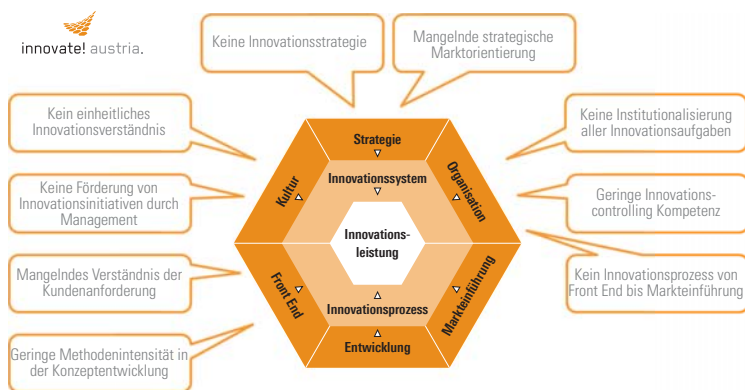 innovate! austria.
Keine Innovationsstrategie
Mangelnde strategische
Marktorientierung
Kein einheitliches
Innovationsverständnis
Keine Institutionalisierung
aller Innovationsaufgaben
Keine Förderung von
Innovationsinitiativen durch
Management
Geringe Innovations-
controlling Kompetenz
Mangelndes Verständnis der
Kundenanforderung
Kein Innovationsprozess von
Front End bis Markteinführung
Geringe Methodenintensität in
der Konzeptentwicklung
Strategie
Innovationssystem
Kultur
Organisation
Innovations-
leistung
Front End
Innovationsprozess
Markteinführung
Entwicklung